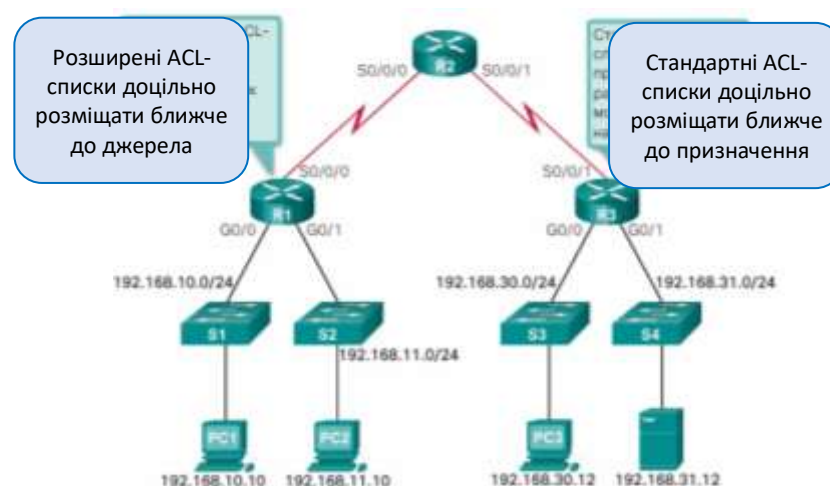 Розширені ACL-
списки доцільно
розміщати ближче
до джерела
Стандартні ACL-
списки доцільно
розміщати ближче
до призначення
R2
S0/0/0
S0/0/1
S0/0/0
S0/0/1
R1
R3
G0/0
G0/1
G0/0
G0/1
192.168.10.0/24
192.168.30.0/24
192.168.31.0/24
S1
S2
S3
S4
192.168.11.0/24
PC1
PC2
192.168.10.10
192.168.11.10
192.168.30.12
192.168.31.12